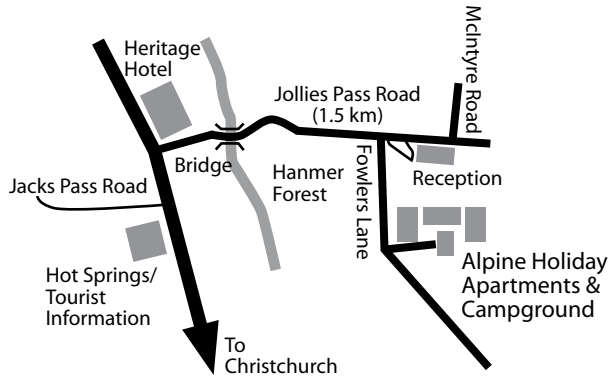 Heritage
Hotel
McIntyre Road
Jollies Pass Road
(1.5 km)
Bridge
Hanmer
Forest
Fowlers Lane
Reception
Jacks Pass Road
Hot Springs/
Tourist
Information
Alpine Holiday
Apartments &
Campground
To
Christchurch